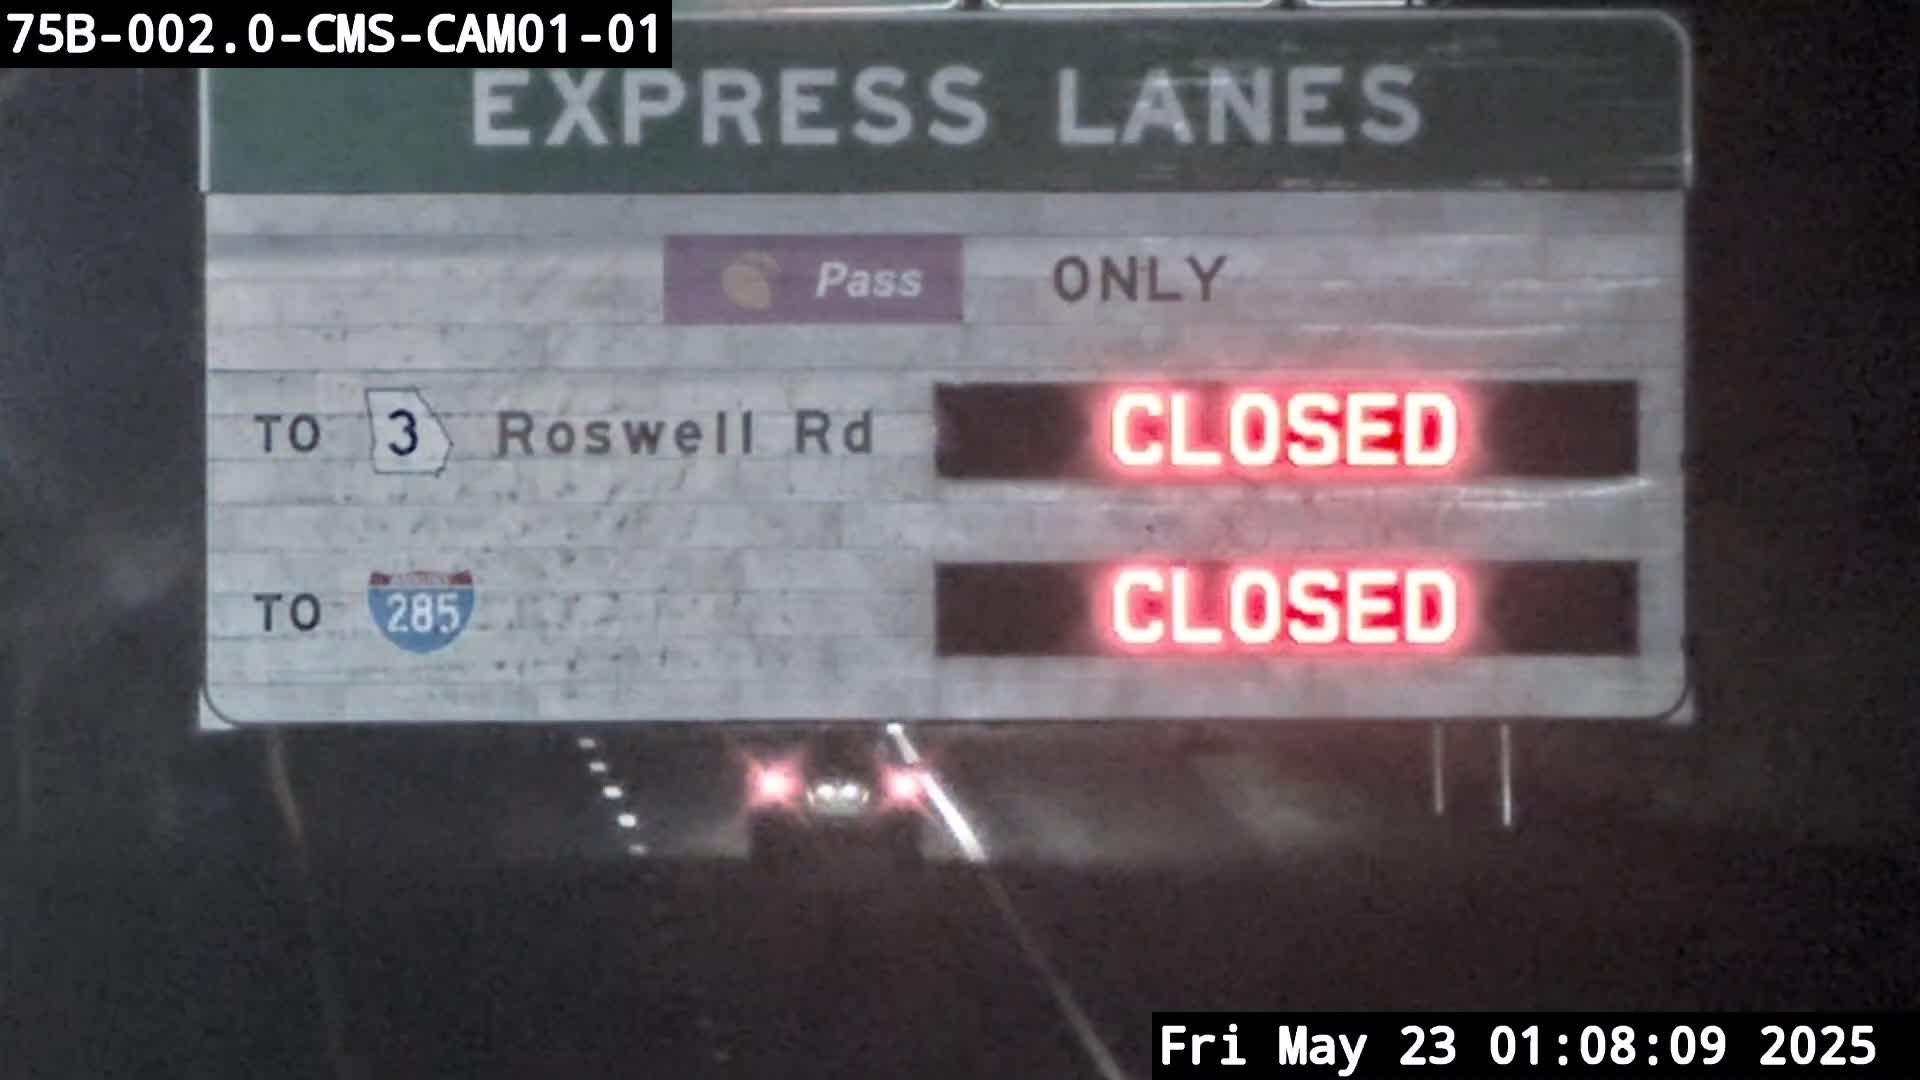 75B-002.0-CMS-CAM01-01
EXPRESS LANES
Pass ONLY
TO 3 Roswell Rd CLOSED
TO 285 CLOSED
Fri May 23 01:08:09 2025